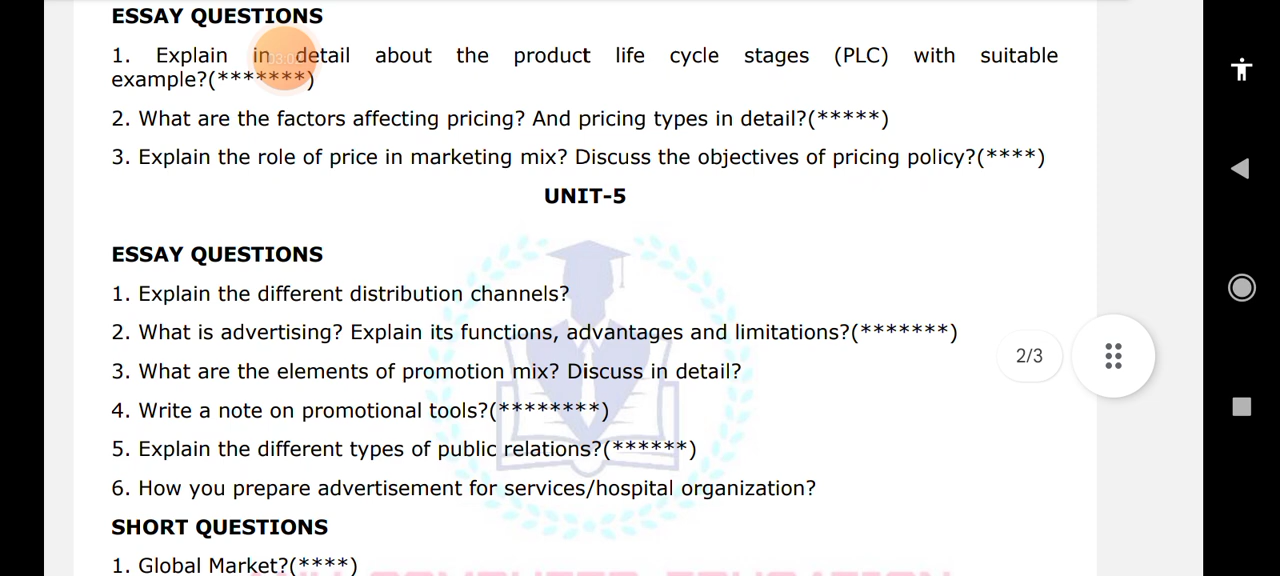 ESSAY QUESTIONS
1. Explain in detail about the product life cycle stages (PLC) with suitable
example?(*******)
2. What are the factors affecting pricing? And pricing types in detail?(*****)
3. Explain the role of price in marketing mix? Discuss the objectives of pricing policy?(****)
UNIT-5
ESSAY QUESTIONS
1. Explain the different distribution channels?
2. What is advertising? Explain its functions, advantages and limitations?(*******)
3. What are the elements of promotion mix? Discuss in detail?
4. Write a note on promotional tools?(********)
5. Explain the different types of public relations?(******)
6. How you prepare advertisement for services/hospital organization?
SHORT QUESTIONS
1. Global Market?(****)
2/3